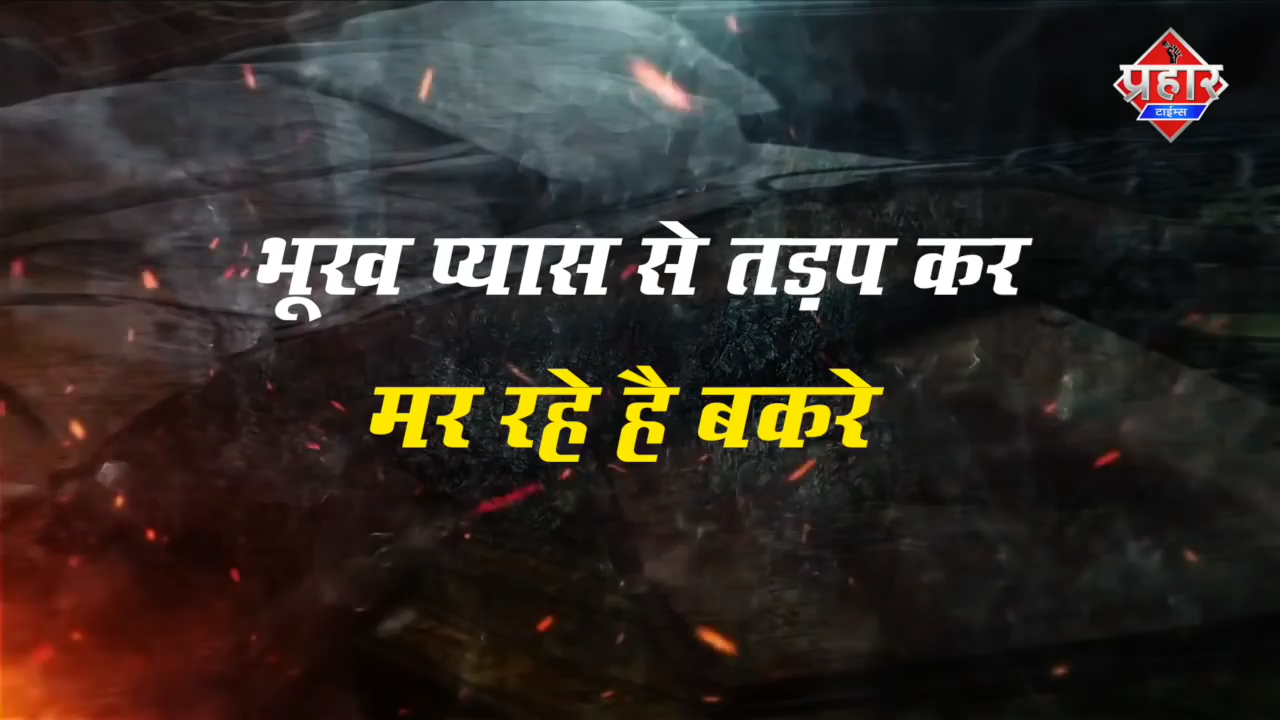 प्रहार
टाईम्स
भूख प्यास से तड़प कर
मर रहे है बकरे